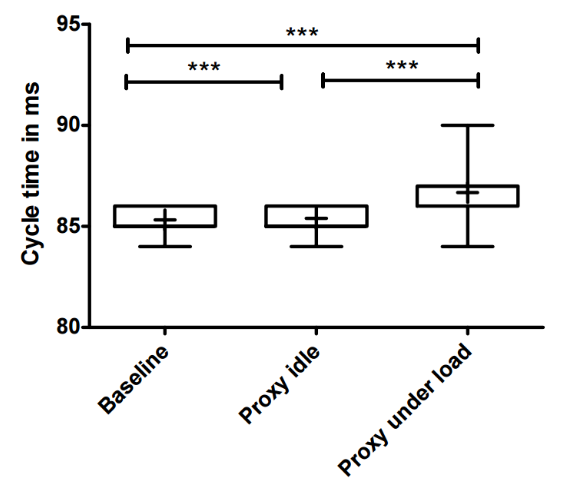 95
***
***
***
90
85
80
Cycle time in ms
Baseline
Proxy idle
Proxy under load